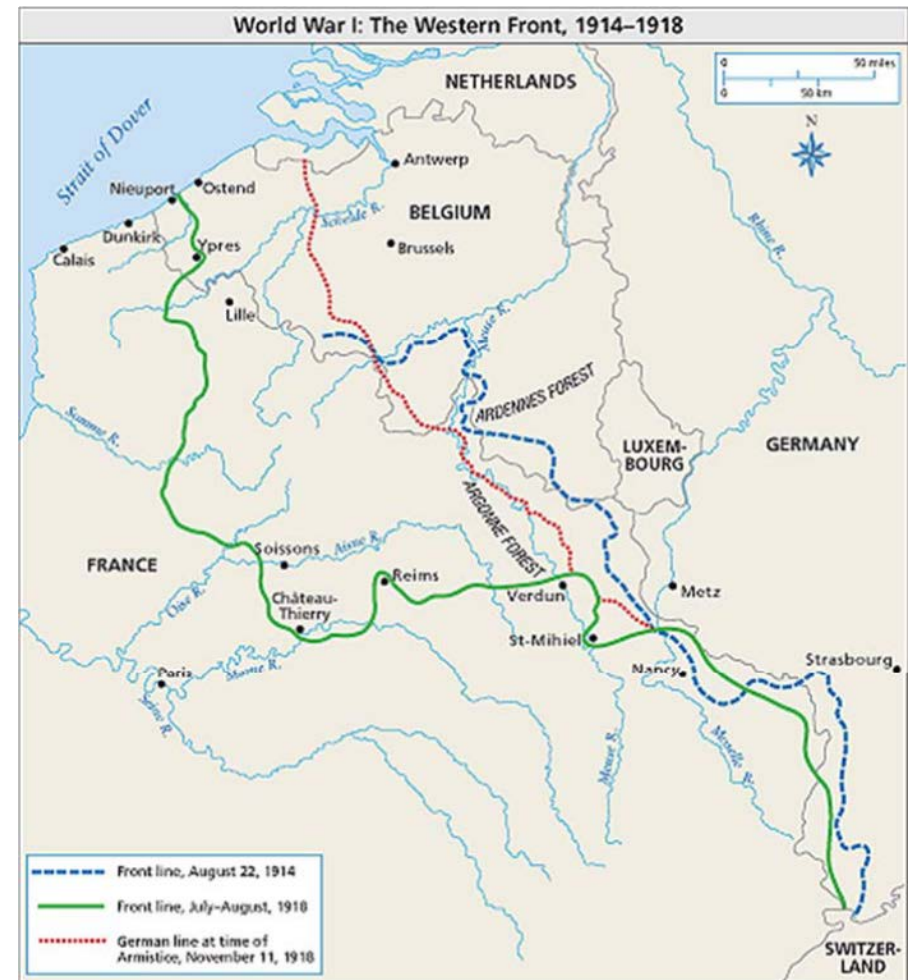 World War I: The Western Front, 1914–1918
0 50 miles
0 50 km
N
NETHERLANDS
Strait of Dover
Antwerp
Nieuport
Ostend
BELGIUM
Schelde R.
Rhine R.
Dunkirk
Ypres
Brussels
Calais
Lille
Meuse R.
ARDENNES FOREST
Somme R.
LUXEM-
BOURG
GERMANY
ARGONNE FOREST
FRANCE
Soissons
Aisne R.
Reims
Verdun
Metz
Oise R.
Château-
Thierry
St-Mihiel
Nancy
Strasbourg
Paris
Marne R.
Seine R.
Meuse R.
Moselle R.
Front line, August 22, 1914
Front line, July–August, 1918
German line at time of
Armistice, November 11, 1918
SWITZER-
LAND